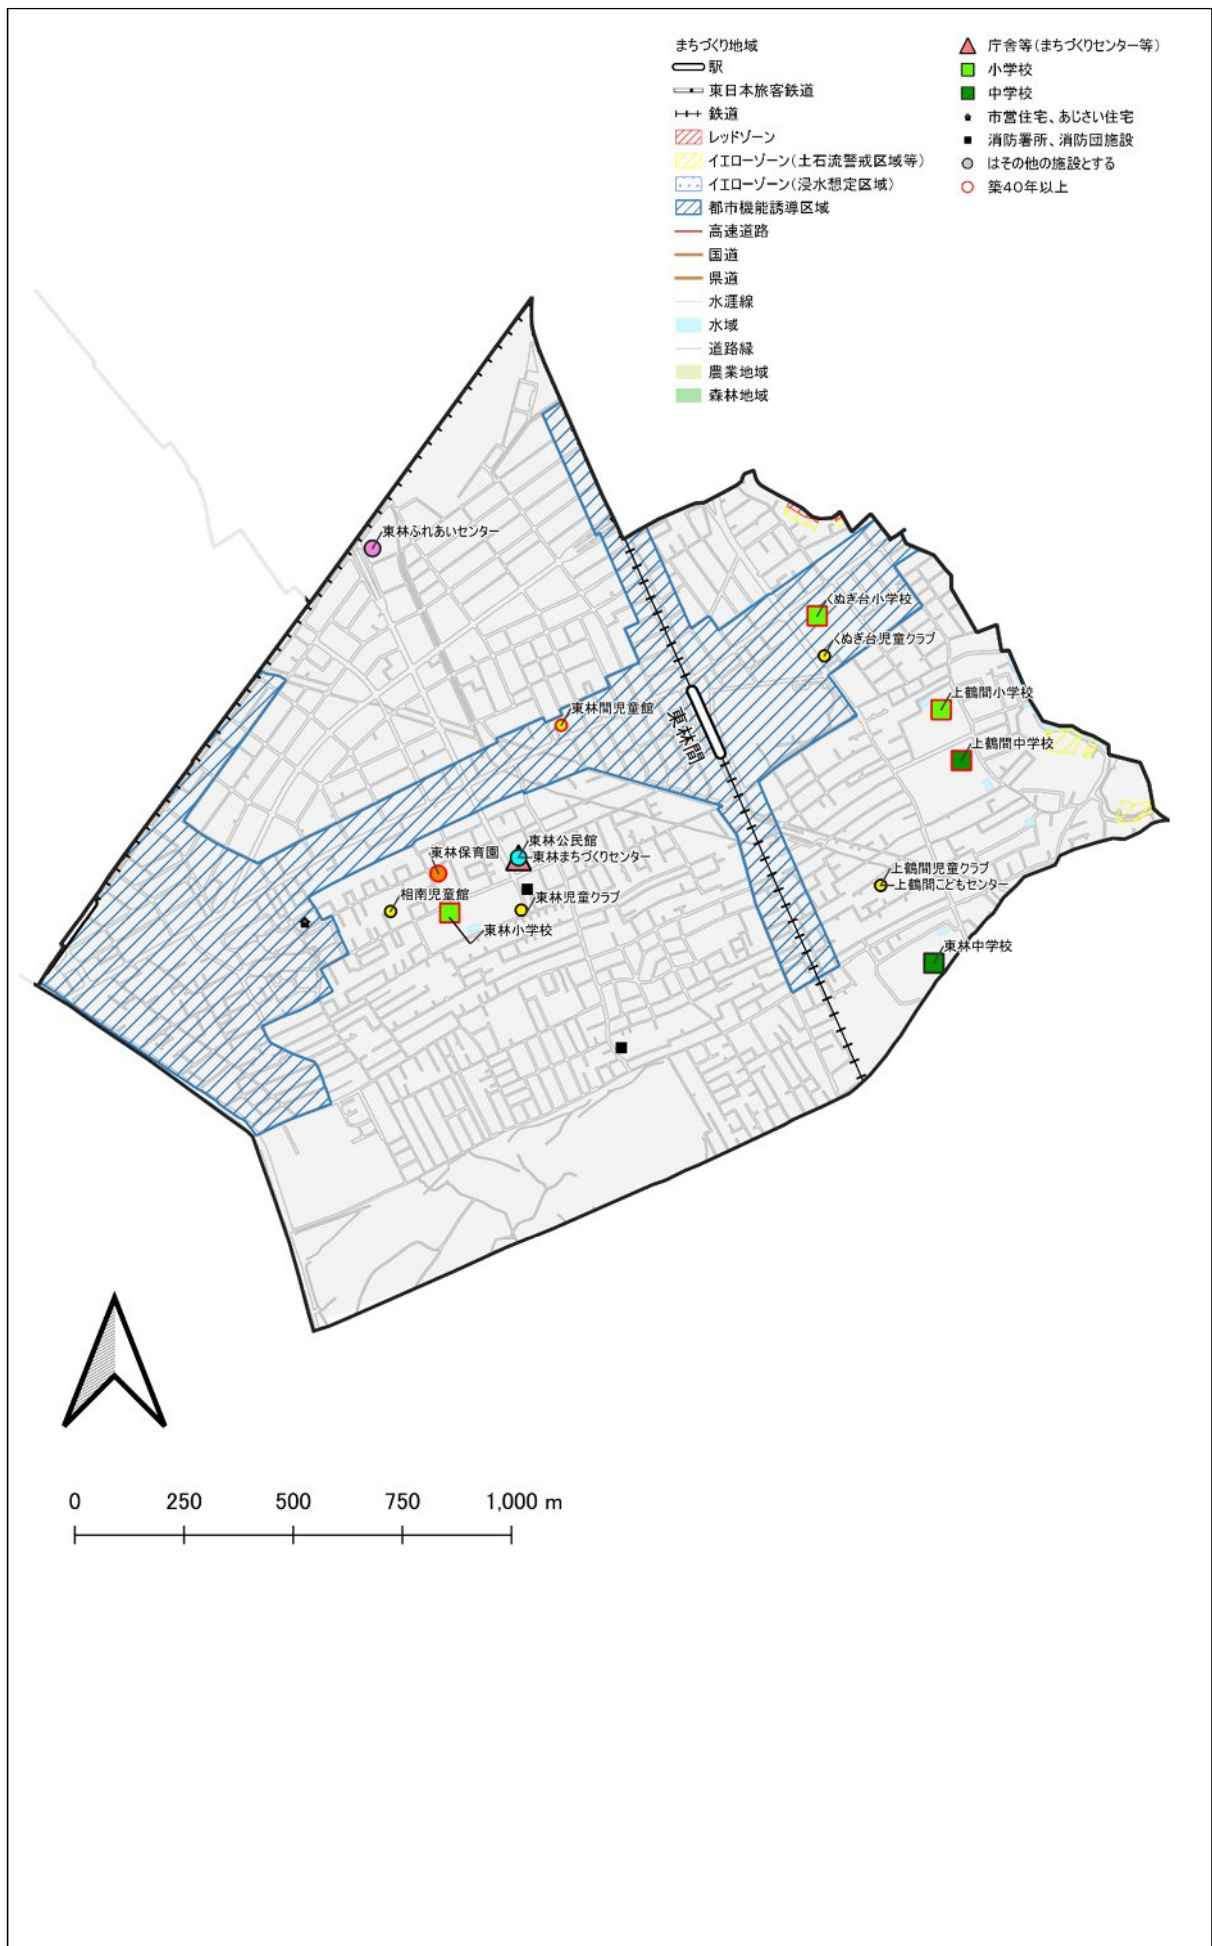 まちづくり地域
駅
東日本旅客鉄道
鉄道
レッドゾーン
イエローゾーン(土石流警戒区域等)
イエローゾーン(浸水想定区域)
都市機能誘導区域
高速道路
国道
県道
水涯線
水域
道路縁
農業地域
森林地域
庁舎等(まちづくりセンター等)
小学校
中学校
市営住宅、あじさい住宅
消防署所、消防団施設
はその他の施設とする
築40年以上
東林ふれあいセンター
くぬぎ台小学校
くぬぎ台児童クラブ
上鶴間小学校
東林間児童館
東林間
上鶴間中学校
東林公民館
東林まちづくりセンター
東林保育園
上鶴間児童クラブ
上鶴間こどもセンター
相南児童館
東林児童クラブ
東林小学校
東林中学校
0 250 500 750 1,000 m